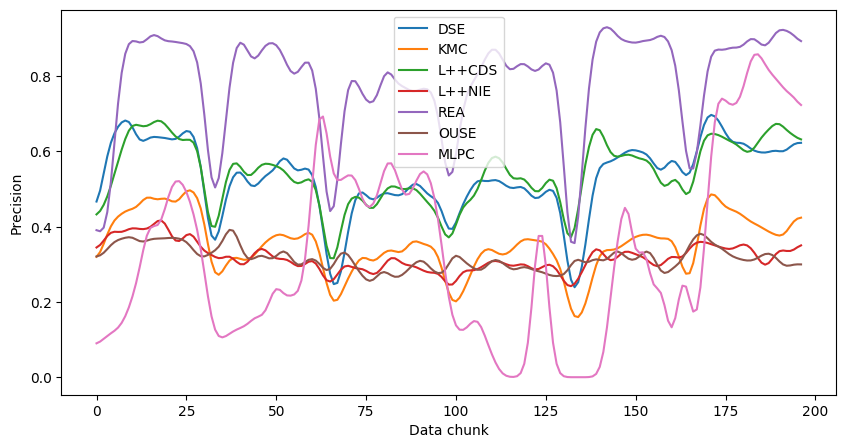 DSE
KMC
L++CDS
L++NIE
REA
OUSE
MLPC
Precision
0.8
0.6
0.4
0.2
0.0
0 25 50 75 100 125 150 175 200
Data chunk